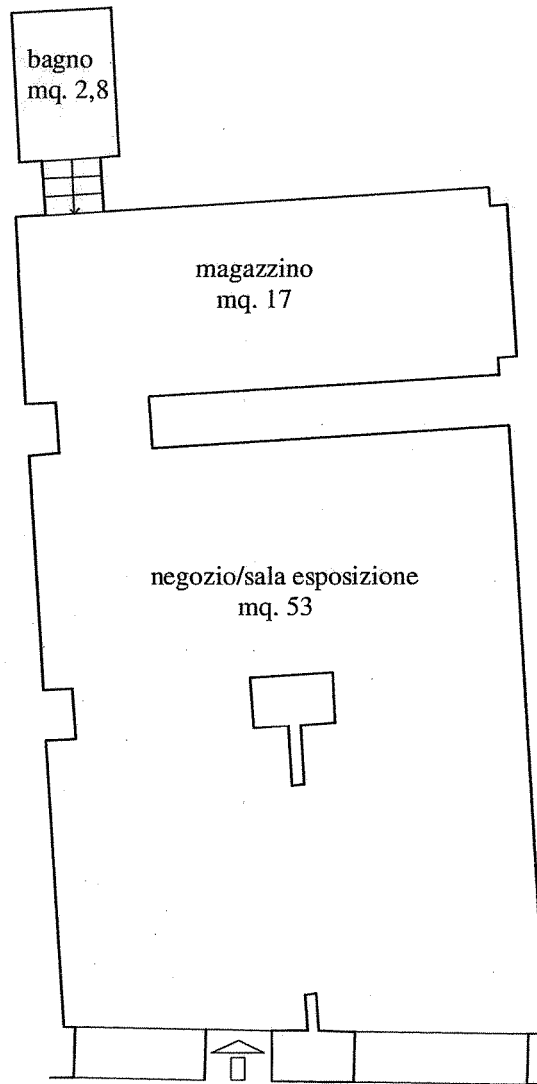 bagno
mq. 2,8
magazzino
mq. 17
negozio/sala esposizione
mq. 53